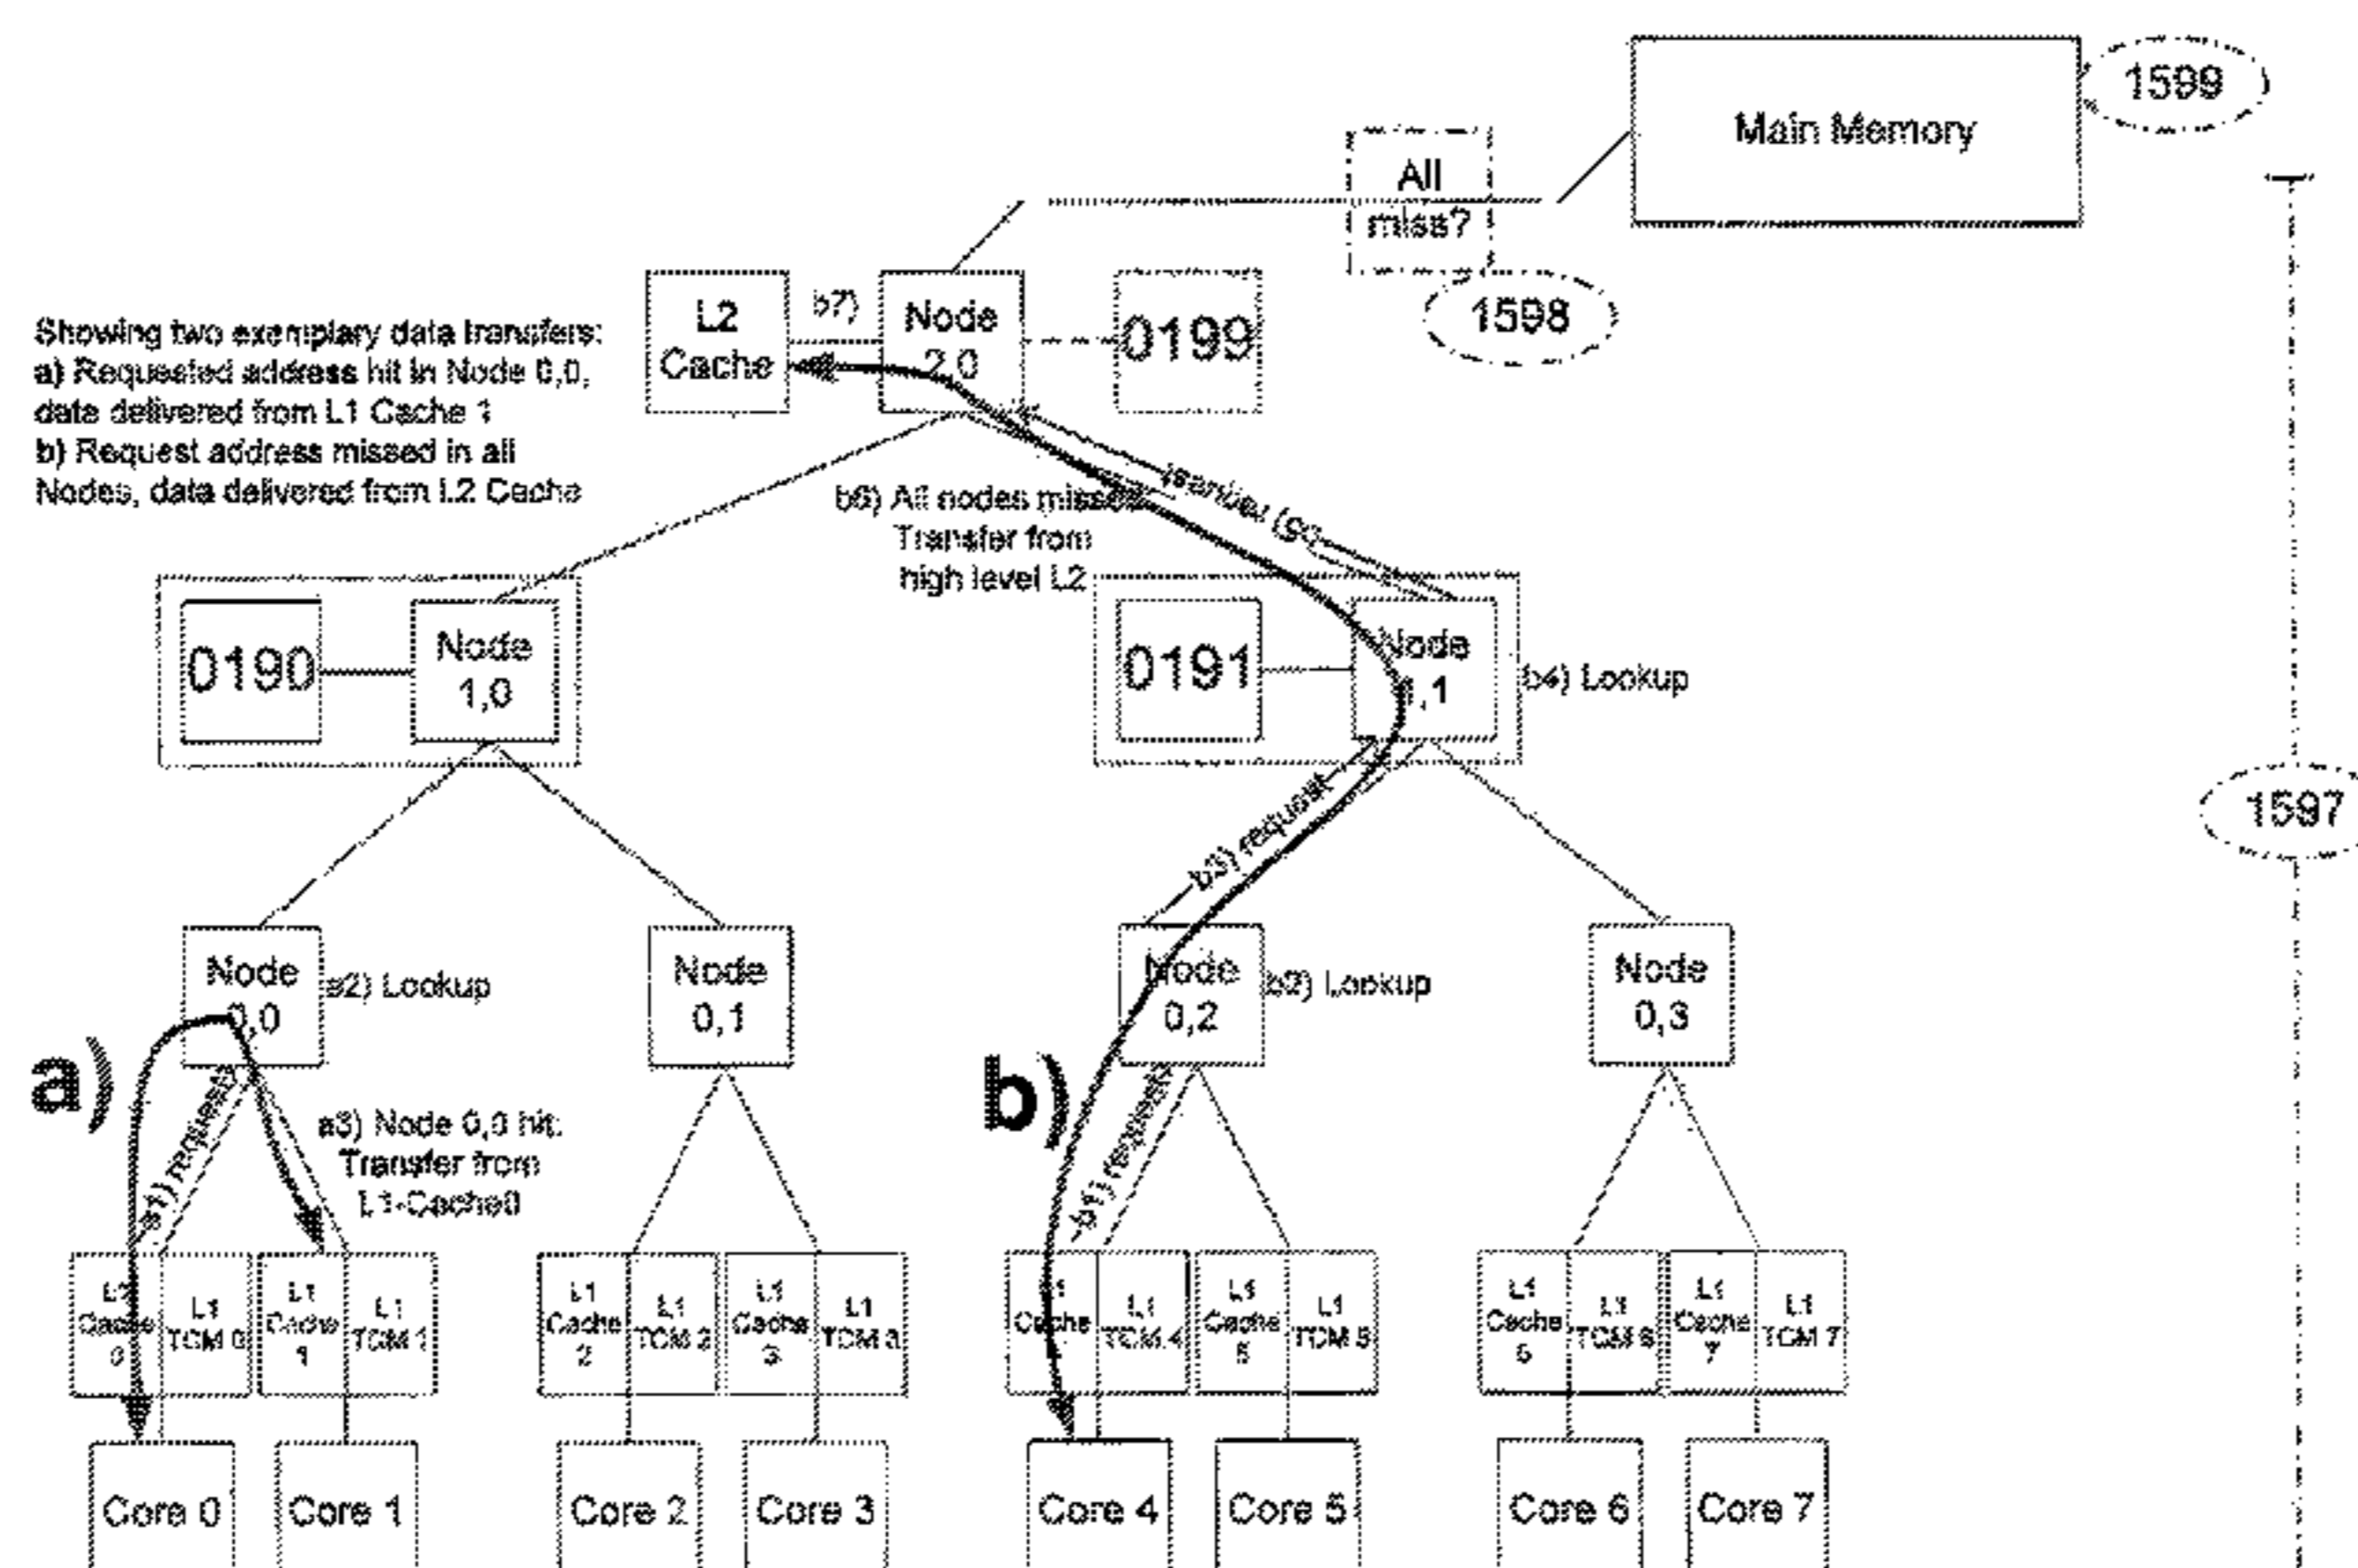 1599
Main Memory
All
miss?
1598
L2
Cache
b7)
Node
2,0
0199
Showing two exemplary data transfers:
a) Requested address hit in Node 0,0,
data delivered from L1 Cache 1
b) Request address missed in all
Nodes, data delivered from L2 Cache
b6) All nodes missed
Transfer from
high level L2
request
0190
Node
1,0
0191
Node
1,1
b4) Lookup
1597
b3) request
Node
0,0
a2) Lookup
Node
0,1
Node
0,2
b2) Lookup
Node
0,3
a)
a1) request
a3) Node 0,0 hit:
Transfer from
L1-Cache0
b)
b1) request
L1
Cache
0
L1
TCM 0
L1
Cache
1
L1
TCM 1
L1
Cache
2
L1
TCM 2
L1
Cache
3
L1
TCM 3
L1
Cache
L1
TCM 4
L1
Cache
5
L1
TCM 5
L1
Cache
L1
TCM 6
L1
Cache
7
L1
TCM 7
Core 0
Core 1
Core 2
Core 3
Core 4
Core 5
Core 6
Core 7